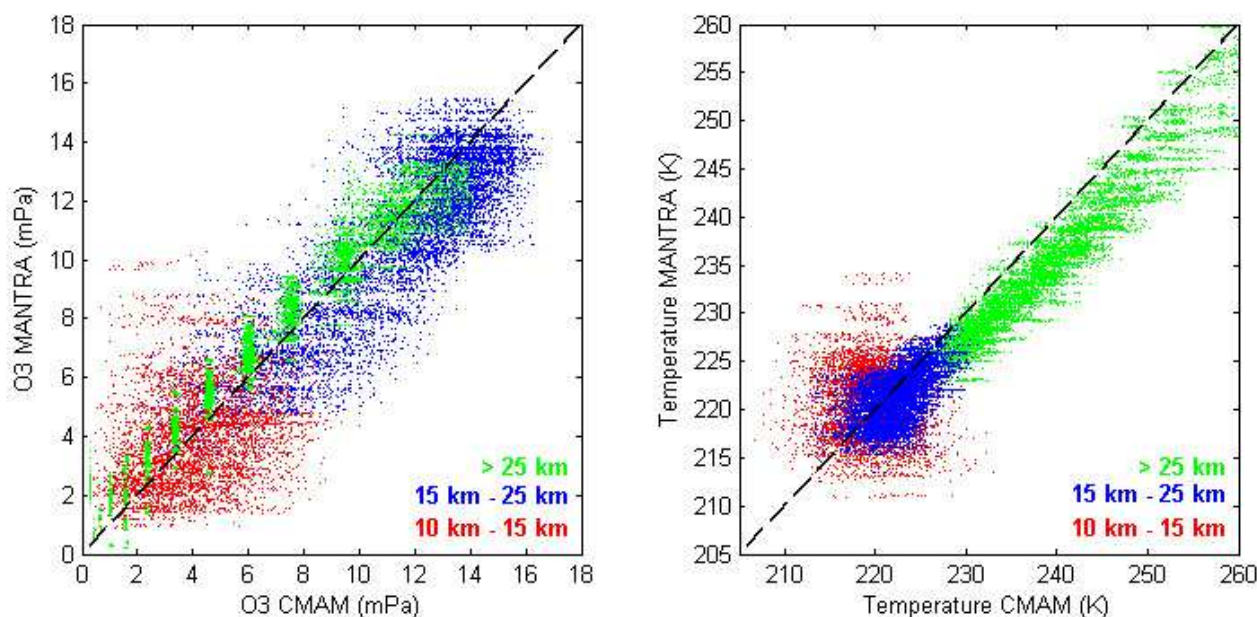 18
16
14
12
10
8
6
4
2
0
O3 MANTRA (mPa)
> 25 km
15 km - 25 km
10 km - 15 km
0 2 4 6 8 10 12 14 16 18
O3 CMAM (mPa)
260
255
250
245
240
235
230
225
220
215
210
205
Temperature MANTRA (K)
> 25 km
15 km - 25 km
10 km - 15 km
210 220 230 240 250 260
Temperature CMAM (K)